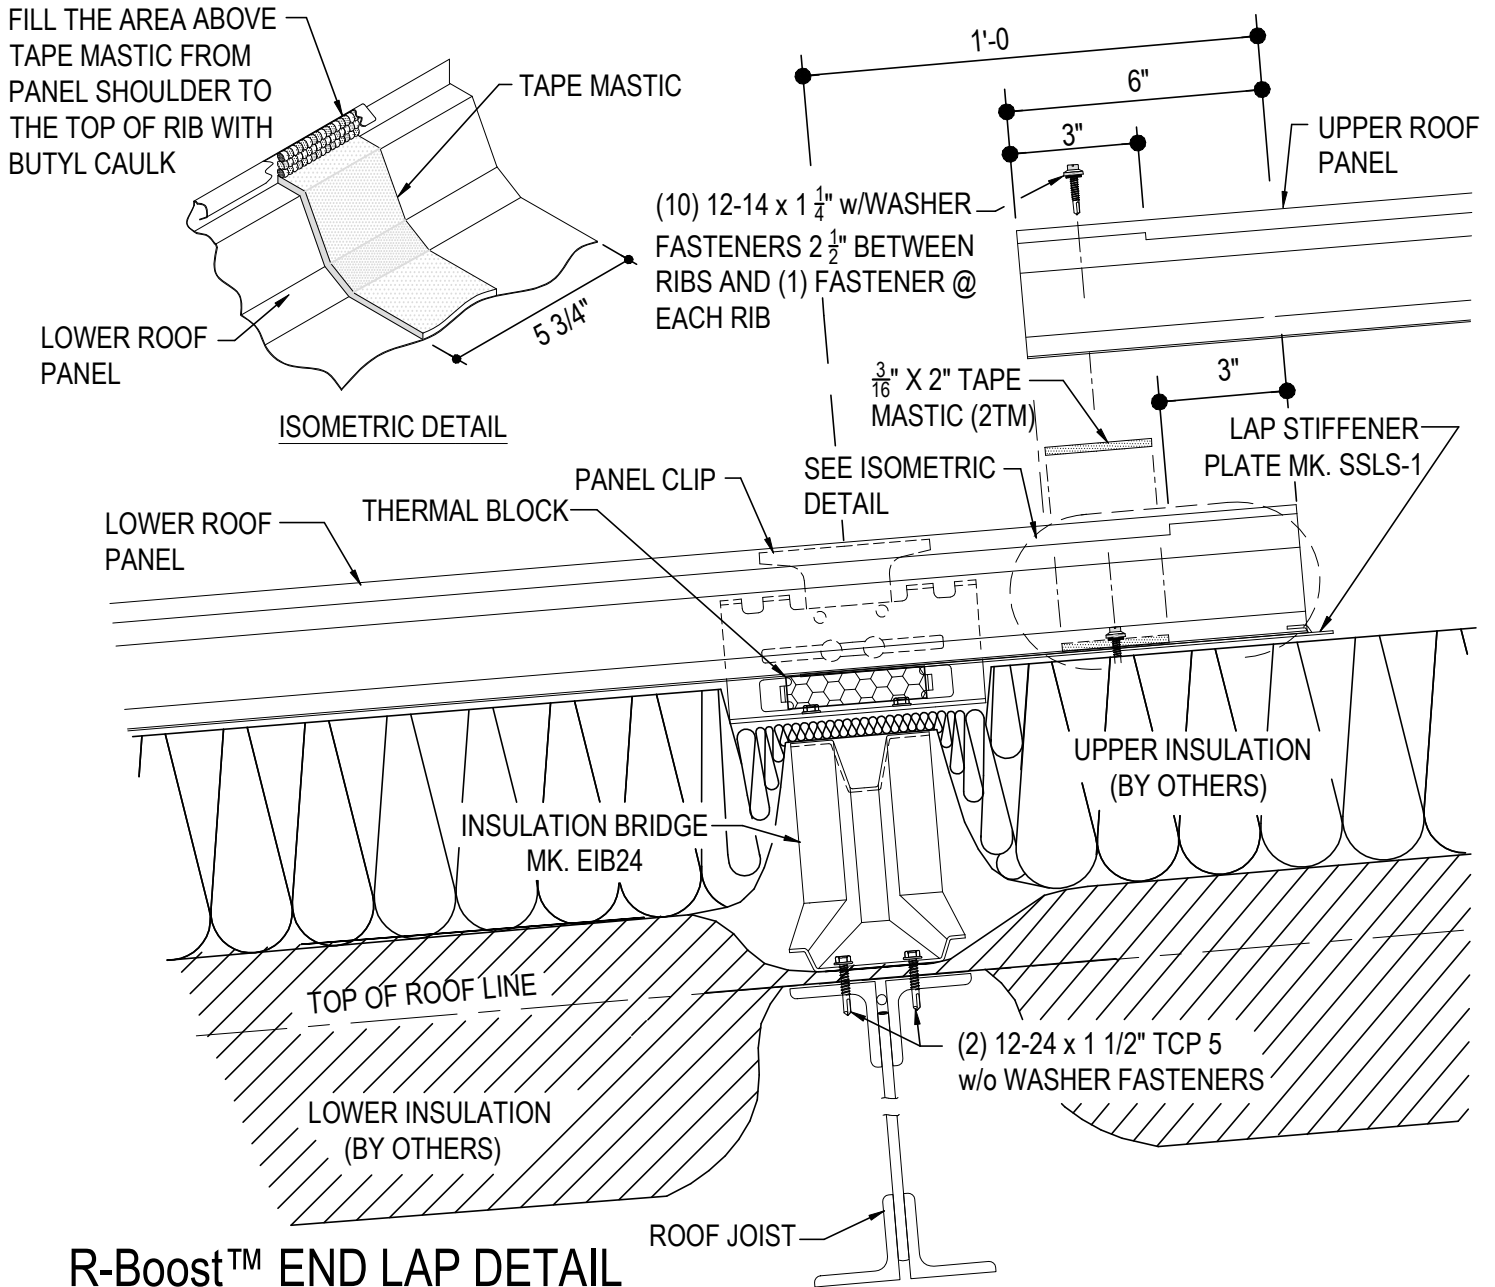 FILL THE AREA ABOVE
TAPE MASTIC FROM
PANEL SHOULDER TO
THE TOP OF RIB WITH
BUTYL CAULK
TAPE MASTIC
LOWER ROOF
PANEL
5 3/4"
ISOMETRIC DETAIL
1'-0
6"
3"
UPPER ROOF
PANEL
(10) 12-14 x 1 1/4" w/WASHER
FASTENERS 2 1/2" BETWEEN
RIBS AND (1) FASTENER @
EACH RIB
3/16" X 2" TAPE
MASTIC (2TM)
3"
LAP STIFFENER
PLATE MK. SSLS-1
SEE ISOMETRIC
DETAIL
PANEL CLIP
THERMAL BLOCK
LOWER ROOF
PANEL
UPPER INSULATION
(BY OTHERS)
INSULATION BRIDGE
MK. EIB24
TOP OF ROOF LINE
(2) 12-24 x 1 1/2" TCP 5
w/o WASHER FASTENERS
LOWER INSULATION
(BY OTHERS)
ROOF JOIST
R-Boost™ END LAP DETAIL